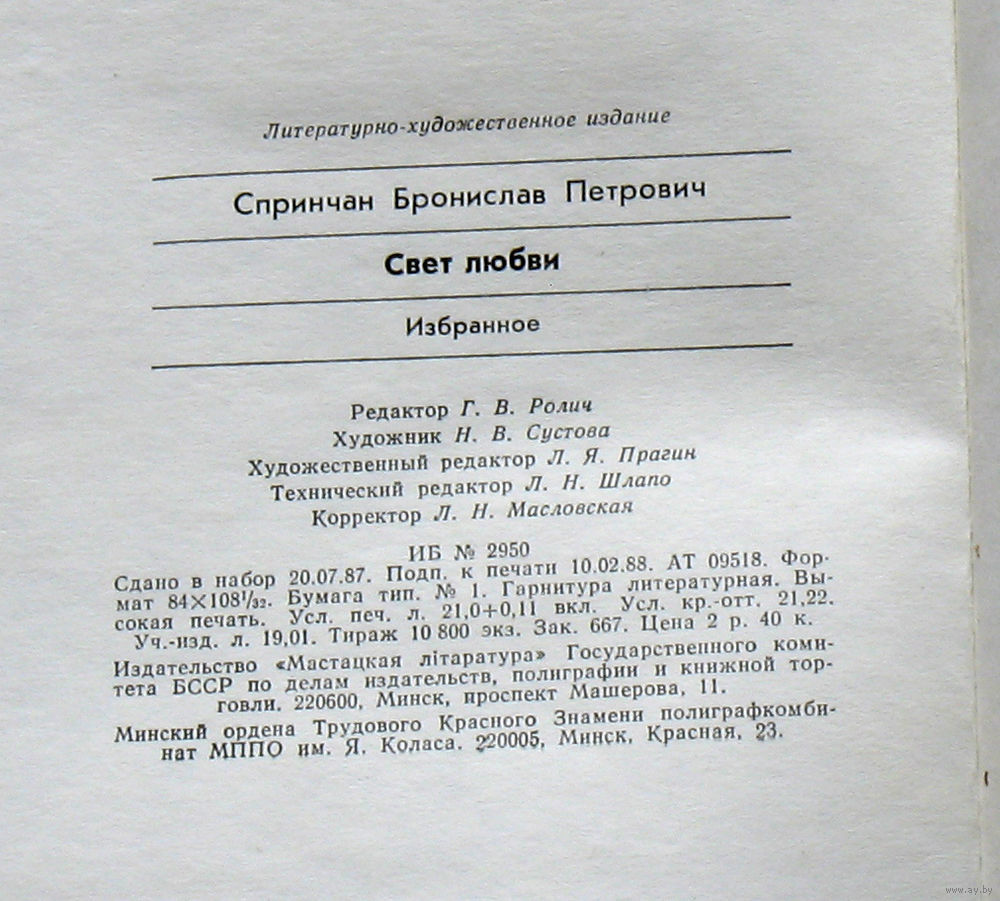 Литературно-художественное издание
Спринчан Бронислав Петрович
Свет любви
Избранное
Редактор Г. В. Ролич
Художник Н. В. Сустова
Художественный редактор Л. Я. Прагин
Технический редактор Л. Н. Шлапо
Корректор Л. Н. Масловская
ИБ № 2950
Сдано в набор 20.07.87. Подп. к печати 10.02.88. АТ 09518. Фор-
мат 84×108¹/₃₂. Бумага тип. № 1. Гарнитура литературная. Вы-
сокая печать. Усл. печ. л. 21,0+0,11 вкл. Усл. кр.-отт. 21,22.
Уч.-изд. л. 19,01. Тираж 10 800 экз. Зак. 667. Цена 2 р. 40 к.
Издательство «Мастацкая літаратура» Государственного коми-
тета БССР по делам издательств, полиграфии и книжной тор-
говли. 220600, Минск, проспект Машерова, 11.
Минский ордена Трудового Красного Знамени полиграфкомби-
нат МППО им. Я. Коласа. 220005, Минск, Красная, 23.
www.ay.by